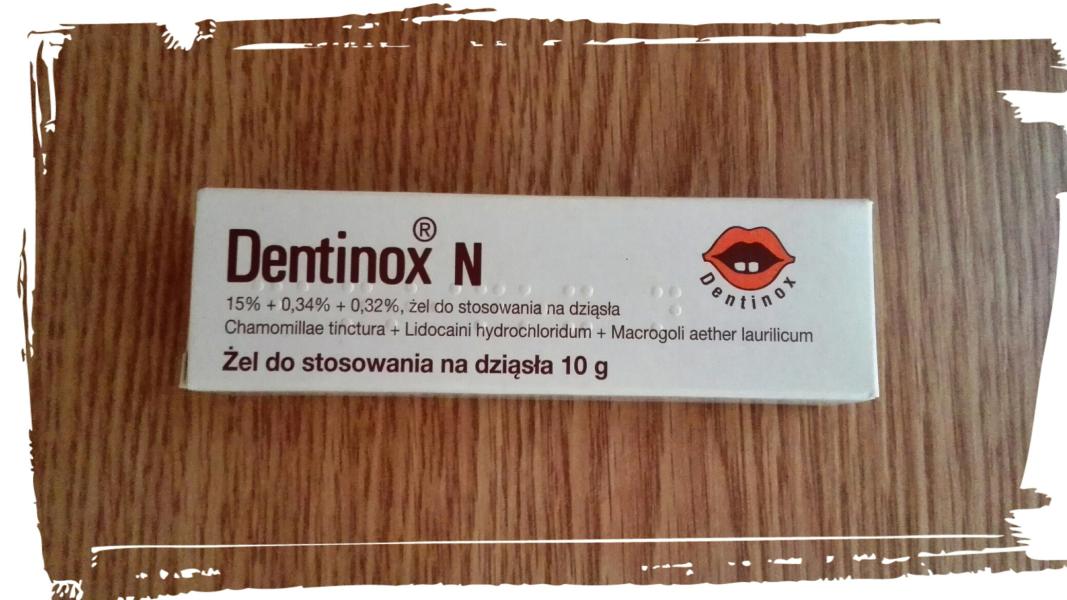 Dentinox® N
Dentinox
15% + 0,34% + 0,32%, żel do stosowania na dziąsła
Chamomillae tinctura + Lidocaini hydrochloridum + Macrogoli aether laurilicum
Żel do stosowania na dziąsła 10 g